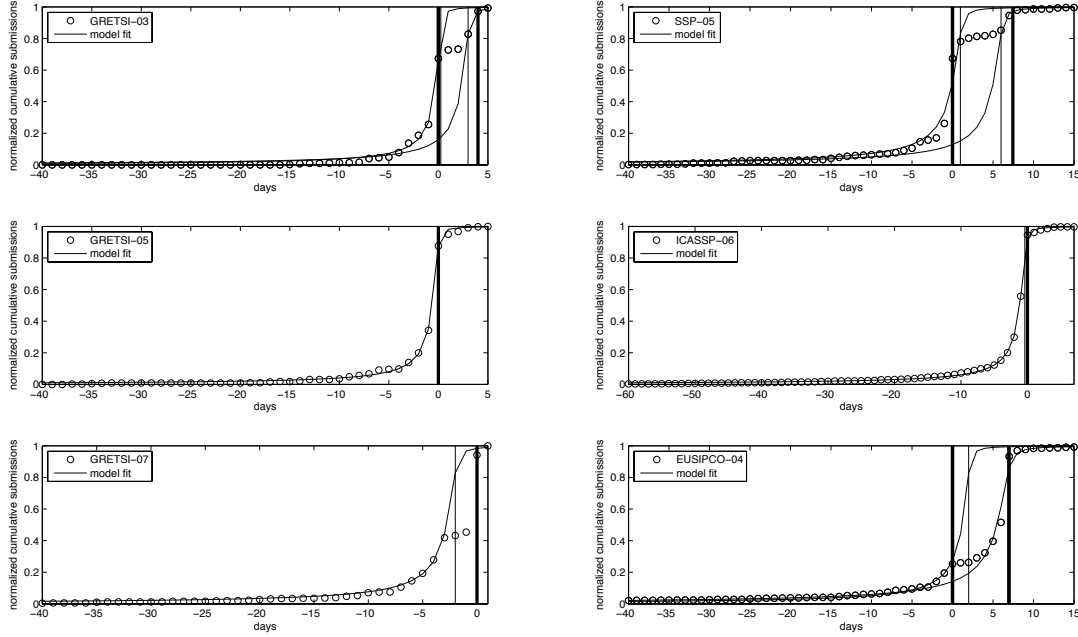 normalized cumulative submissions
1
0.8
0.6
0.4
0.2
0
GRETSI−03
model fit
−40 −35 −30 −25 −20 −15 −10 −5 0 5
days
normalized cumulative submissions
1
0.8
0.6
0.4
0.2
0
SSP−05
model fit
−40 −35 −30 −25 −20 −15 −10 −5 0 5 10 15
days
normalized cumulative submissions
1
0.8
0.6
0.4
0.2
0
GRETSI−05
model fit
−40 −35 −30 −25 −20 −15 −10 −5 0 5
days
normalized cumulative submissions
1
0.8
0.6
0.4
0.2
0
ICASSP−06
model fit
−60 −50 −40 −30 −20 −10 0
days
normalized cumulative submissions
1
0.8
0.6
0.4
0.2
0
GRETSI−07
model fit
−40 −35 −30 −25 −20 −15 −10 −5 0
days
normalized cumulative submissions
1
0.8
0.6
0.4
0.2
0
EUSIPCO−04
model fit
−40 −35 −30 −25 −20 −15 −10 −5 0 5 10 15
days